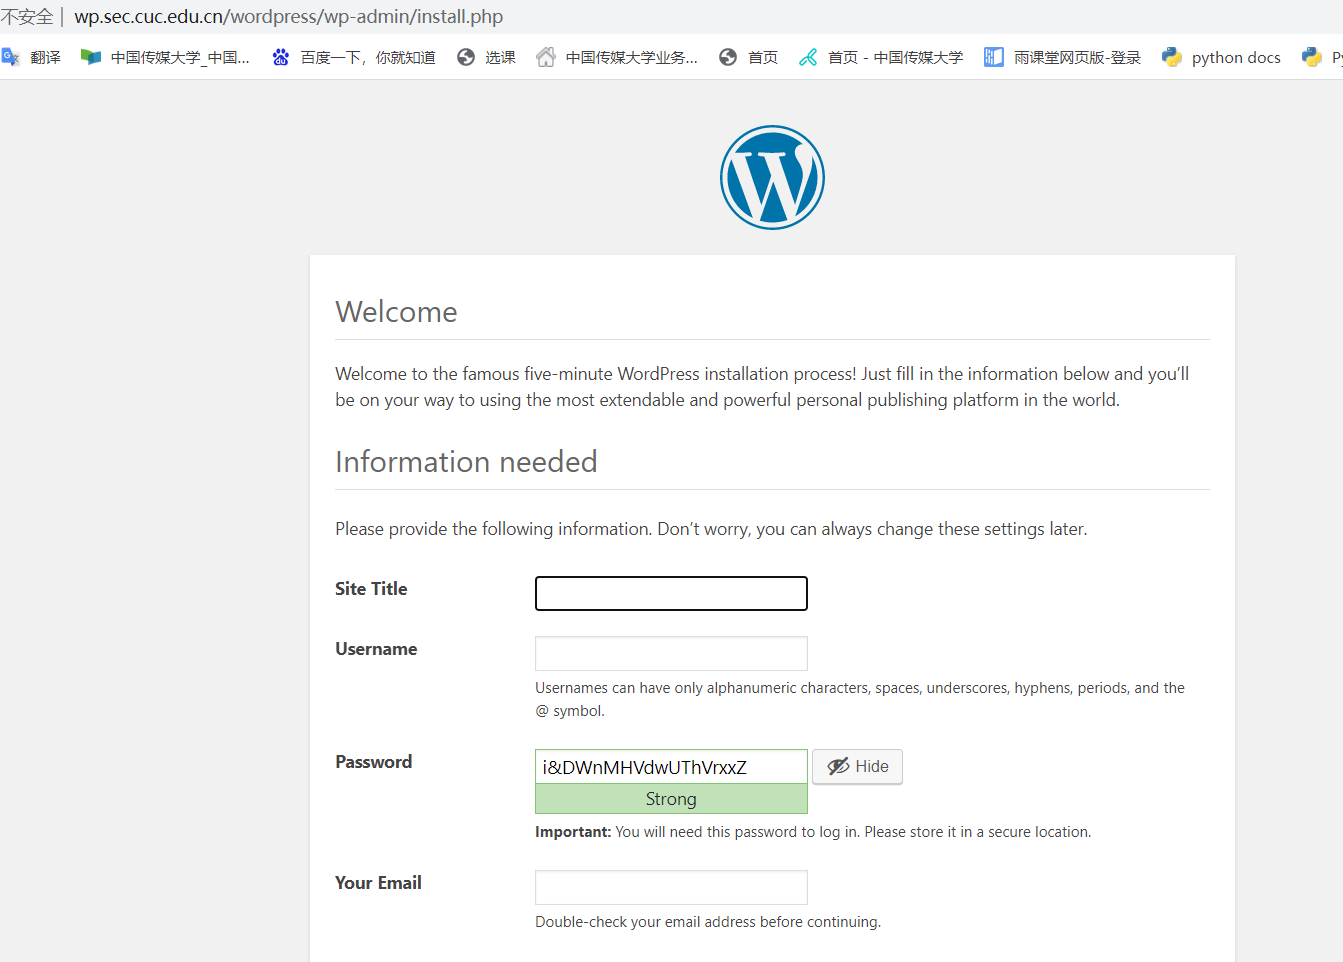 不安全 | wp.sec.cuc.edu.cn/wordpress/wp-admin/install.php
翻译 中国传媒大学_中国... 百度一下，你就知道 选课 中国传媒大学业务... 首页 首页 - 中国传媒大学 雨课堂网页版-登录 python docs
Welcome
Welcome to the famous five-minute WordPress installation process! Just fill in the information below and you’ll
be on your way to using the most extendable and powerful personal publishing platform in the world.
Information needed
Please provide the following information. Don’t worry, you can always change these settings later.
Site Title
Username
Usernames can have only alphanumeric characters, spaces, underscores, hyphens, periods, and the
@ symbol.
Password i&DWnMHVdwUThVrxxZ Hide
Strong
Important: You will need this password to log in. Please store it in a secure location.
Your Email
Double-check your email address before continuing.